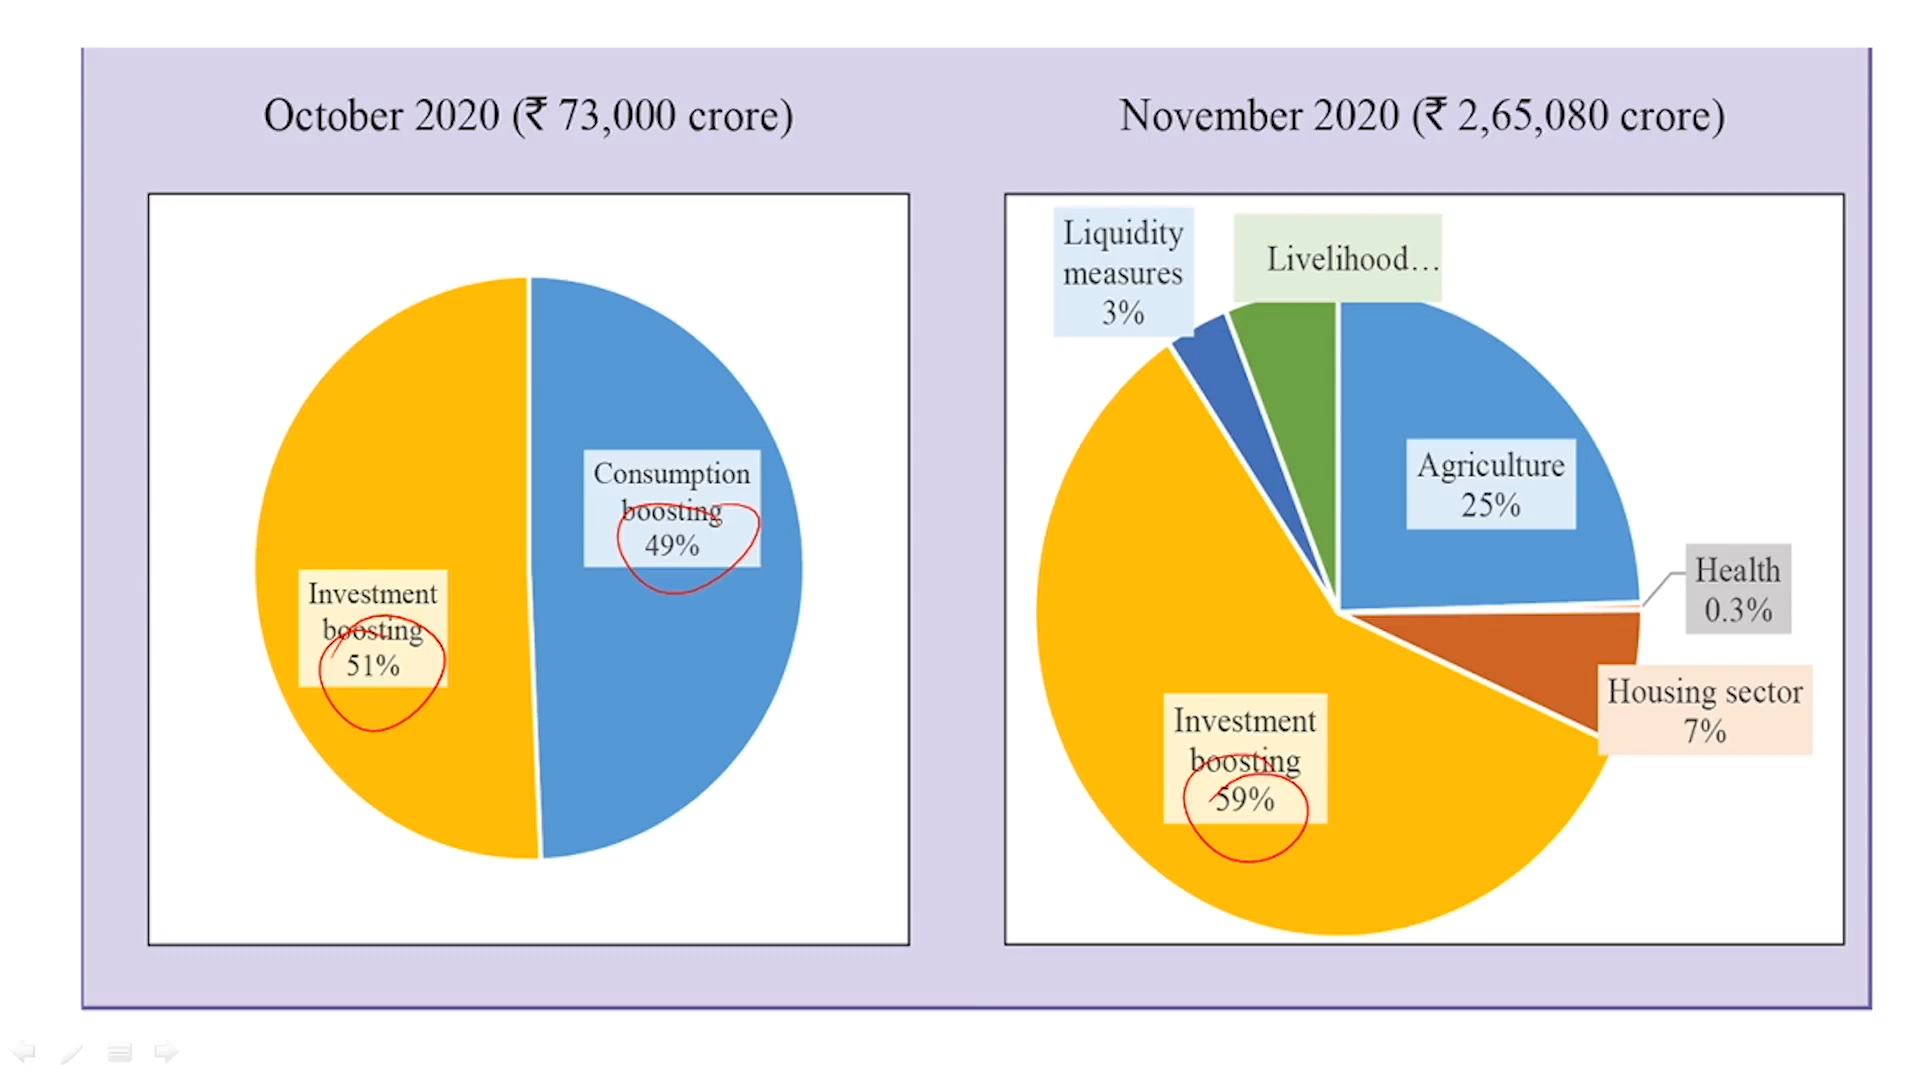 October 2020 (₹ 73,000 crore)
Consumption
boosting
49%
Investment
boosting
51%
November 2020 (₹ 2,65,080 crore)
Liquidity
measures
3%
Livelihood...
Agriculture
25%
Health
0.3%
Housing sector
7%
Investment
boosting
59%